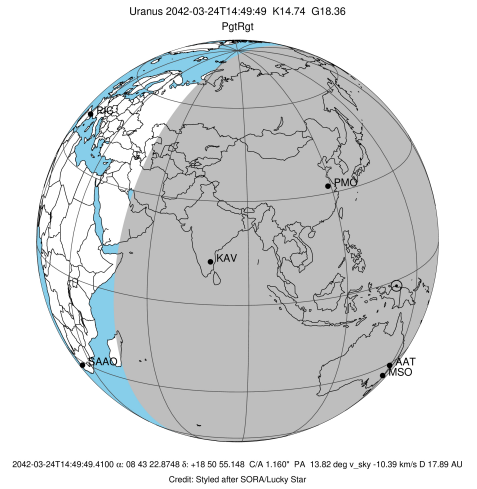 Uranus 2042-03-24T14:49:49  K14.74  G18.36
PgtRgt
PMO
KAV
SAAO
AAT
MSO
2042-03-24T14:49:49.4100 α: 08 43 22.8748 δ: +18 50 55.148  C/A 1.160"  PA  13.82 deg v_sky -10.39 km/s D 17.89 AU
Credit: Styled after SORA/Lucky Star